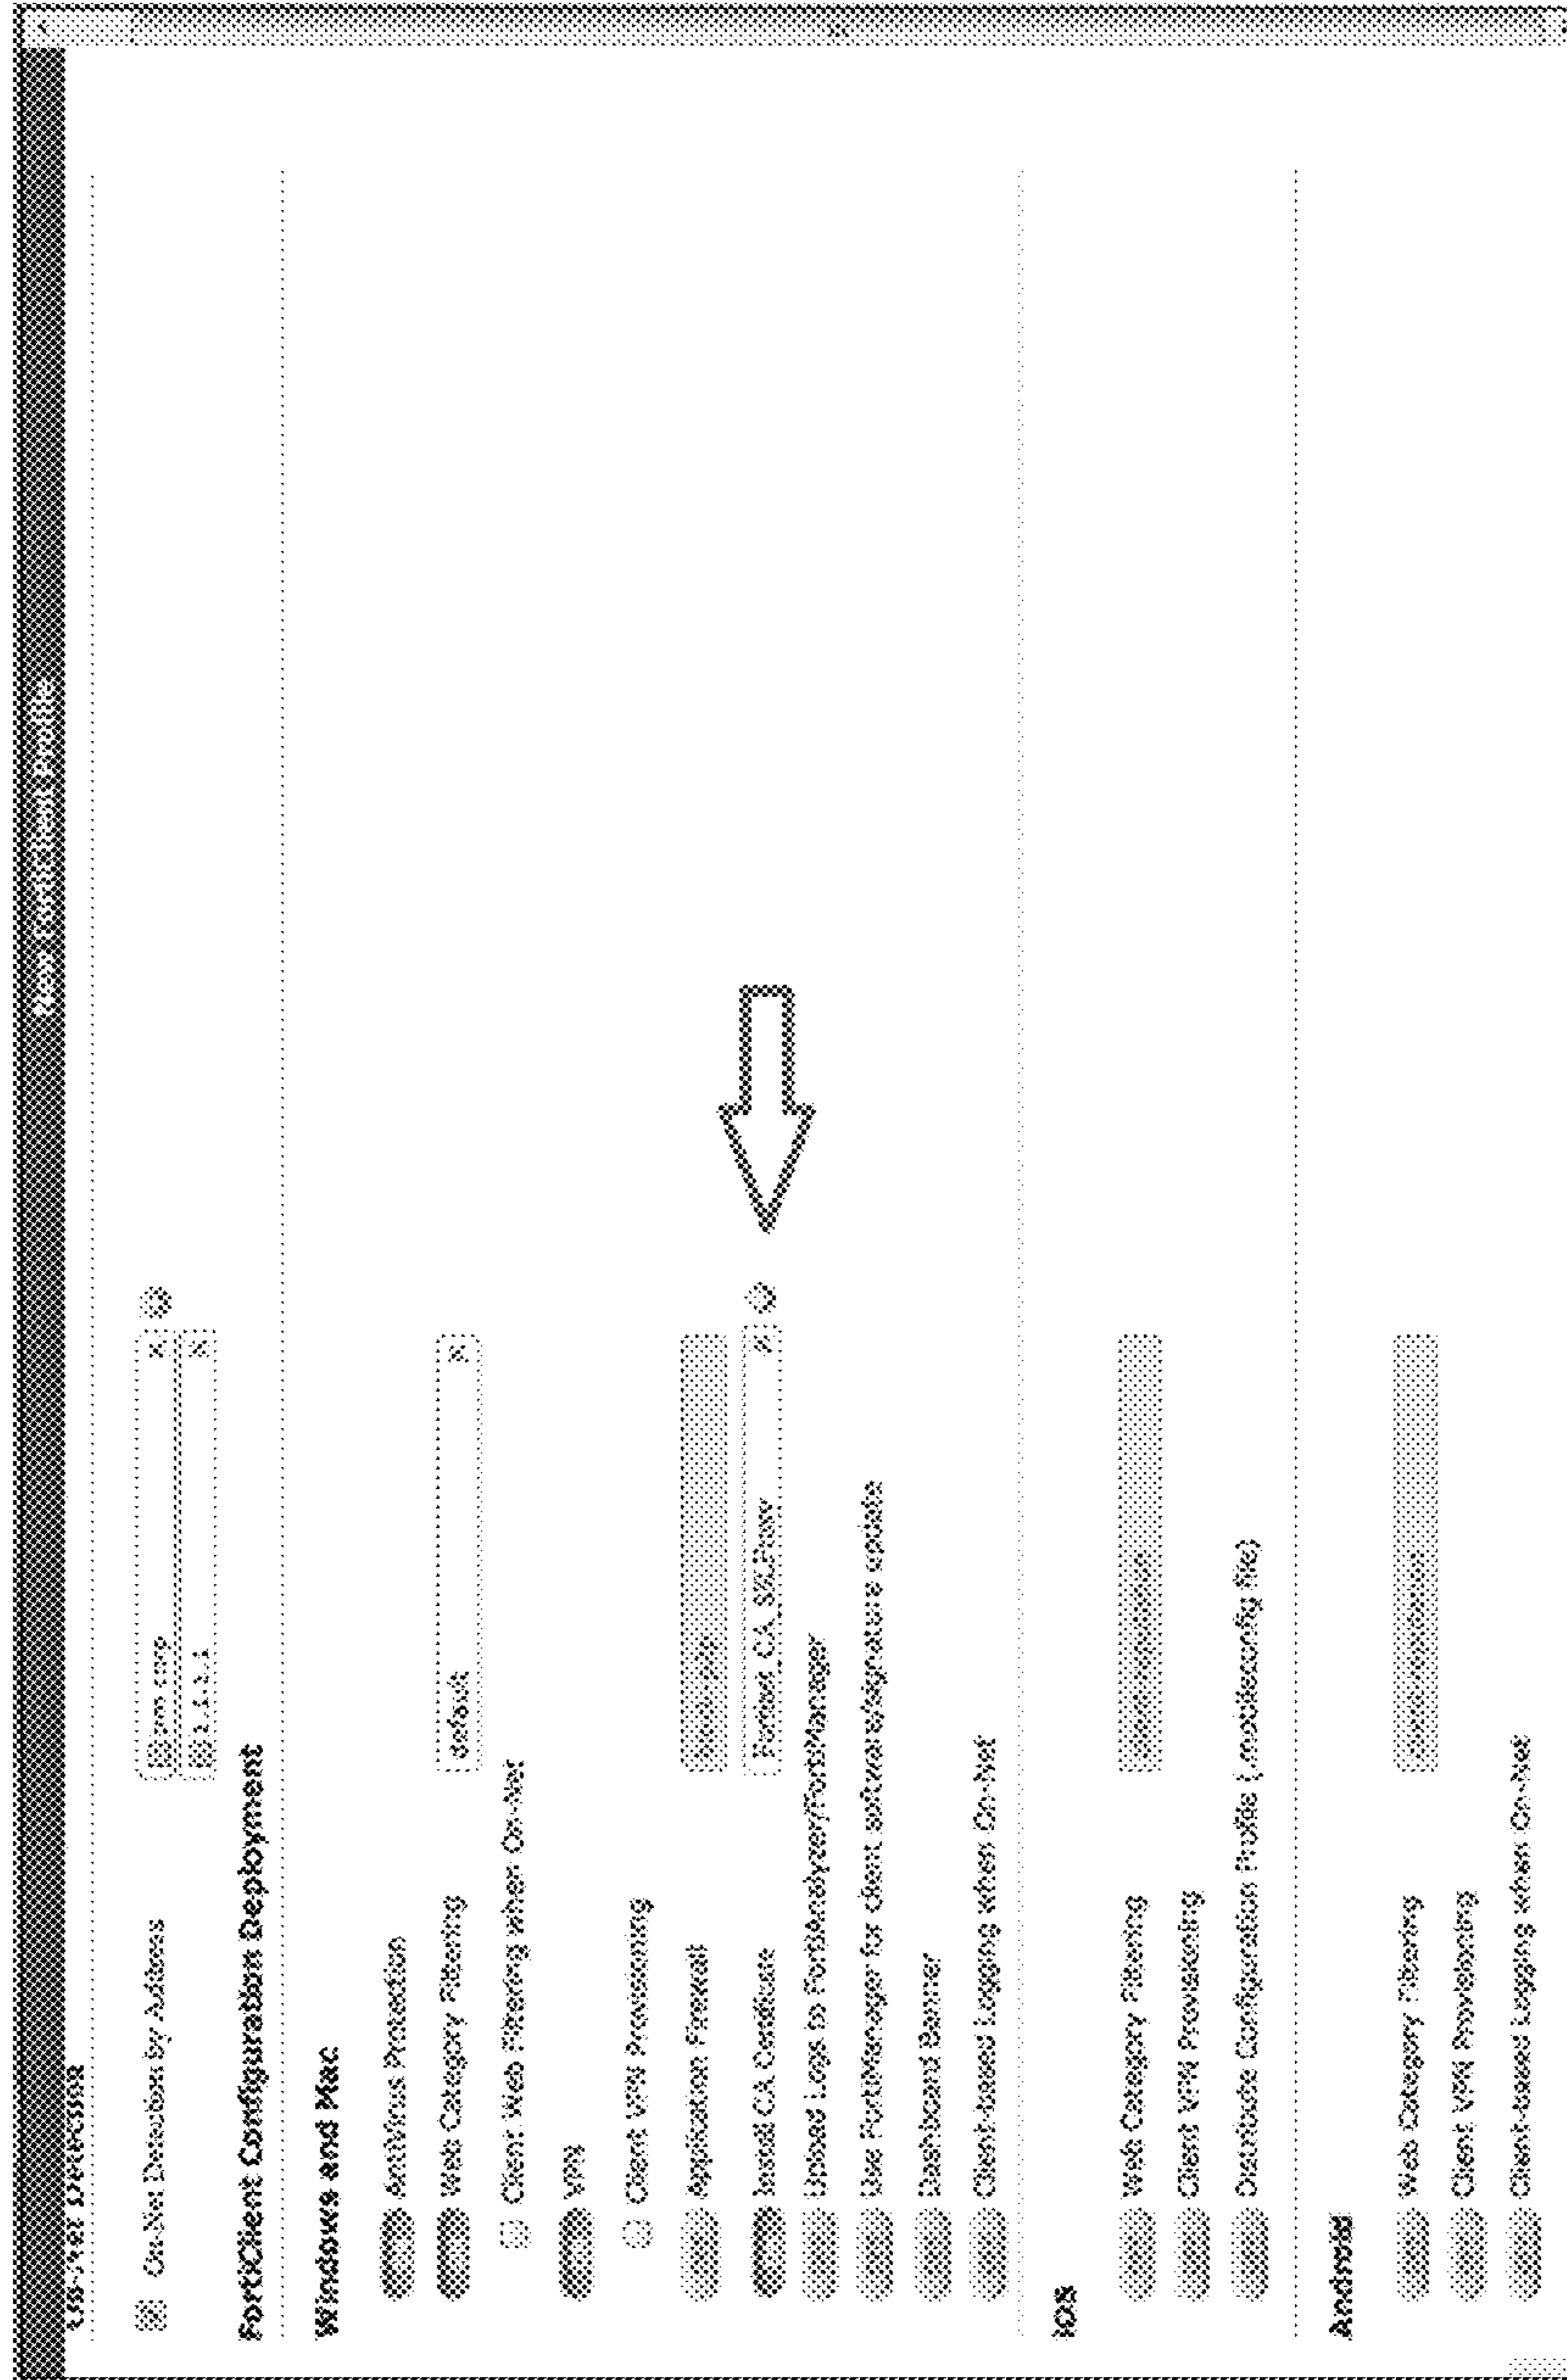 New FortiClient Profile
On-Net Detection by Address
1.1.1.1
FortiClient Configuration Deployment
Windows and Mac
AntiVirus Protection
Web Category Filtering default
Client Web Filtering when On-Net
VPN
Client VPN Provisioning
Application Firewall
Install CA Certificate Fortinet_CA_SSLProxy
Upload Logs to FortiAnalyzer/FortiManager
Use FortiManager for client software/signature update
Dashboard Banner
Client-based Logging when On-Net
iOS
Web Category Filtering
Client VPN Provisioning
Distribute Configuration Profile (.mobileconfig file)
Android
Web Category Filtering
Client VPN Provisioning
Client-based Logging when On-Net